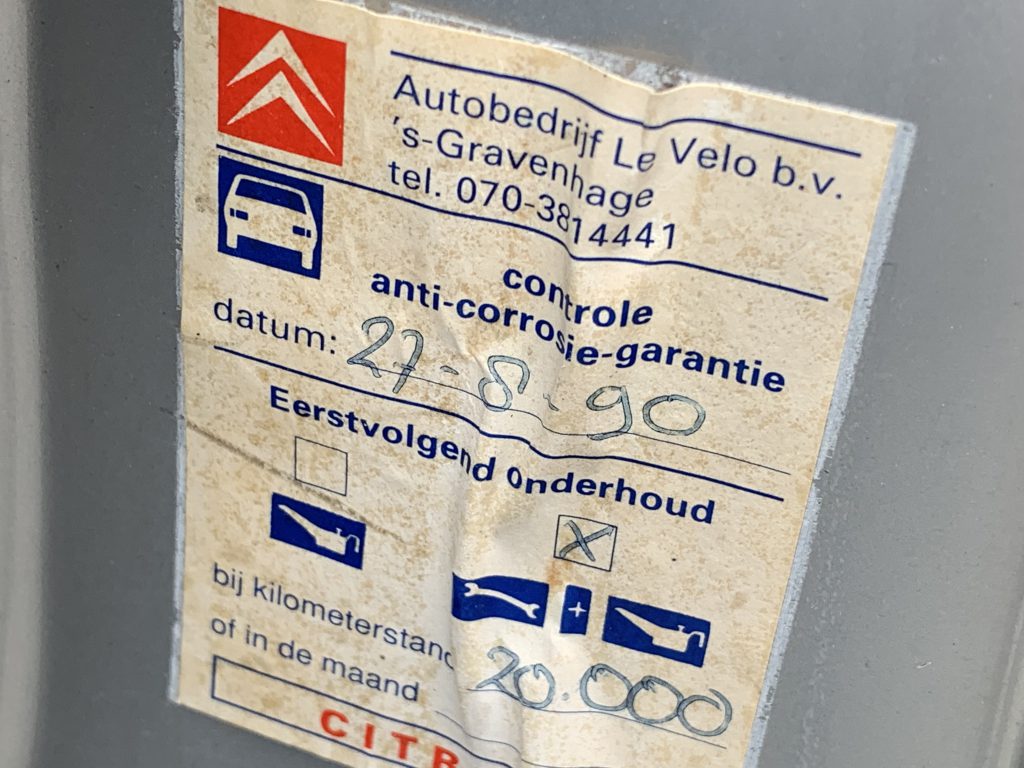 Autobedrijf Le Velo b.v.
's-Gravenhage
tel. 070-3814441
controle
anti-corrosie-garantie
datum: 27-8-90
Eerstvolgend onderhoud
X
+
bij kilometerstand 20.000
of in de maand
CITR